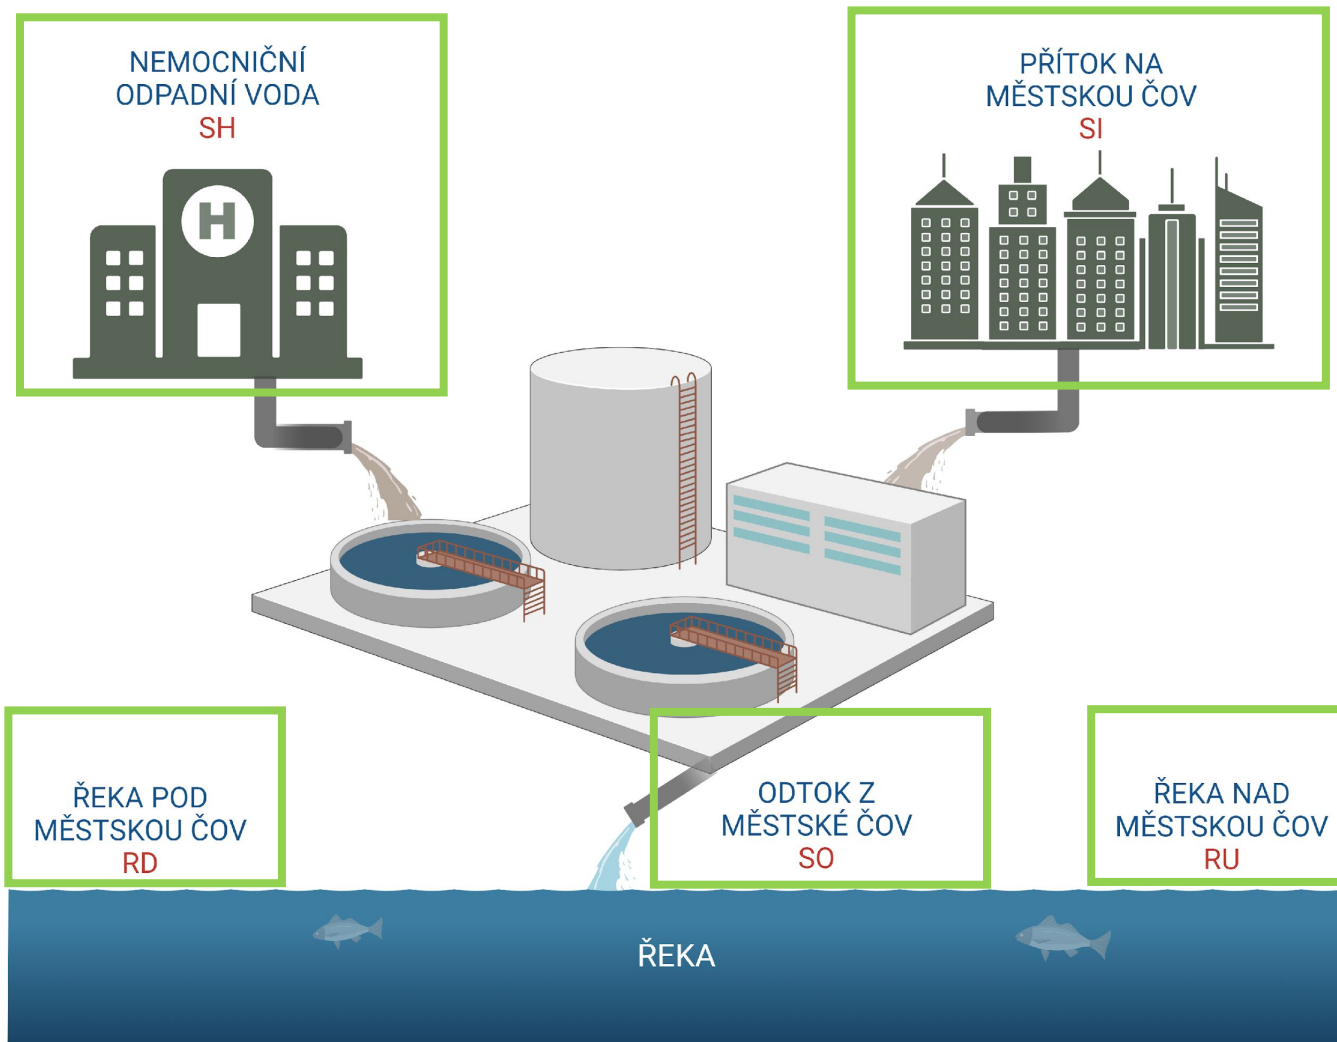 NEMOCNIČNÍ
ODPADNÍ VODA
SH
H
PŘÍTOK NA
MĚSTSKOU ČOV
SI
ŘEKA POD
MĚSTSKOU ČOV
RD
ODTOK Z
MĚSTSKÉ ČOV
SO
ŘEKA NAD
MĚSTSKOU ČOV
RU
ŘEKA